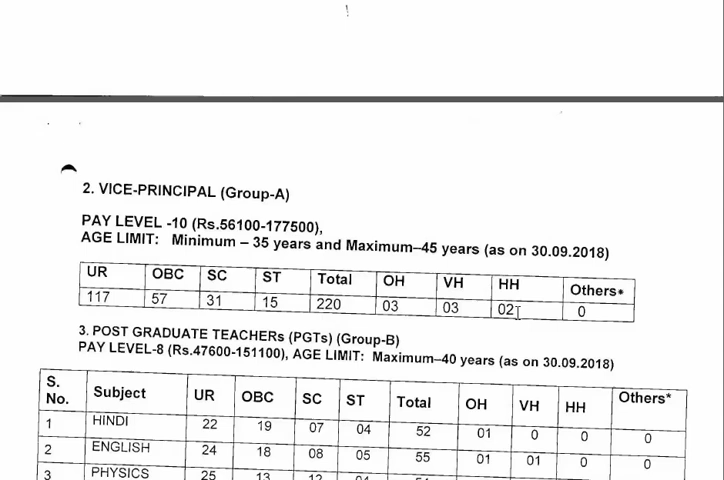 2. VICE-PRINCIPAL (Group-A)
PAY LEVEL -10 (Rs.56100-177500),
AGE LIMIT: Minimum – 35 years and Maximum–45 years (as on 30.09.2018)
UR OBC SC ST Total OH VH HH Others*
117 57 31 15 220 03 03 02 0
3. POST GRADUATE TEACHERs (PGTs) (Group-B)
PAY LEVEL-8 (Rs.47600-151100), AGE LIMIT: Maximum–40 years (as on 30.09.2018)
S. No. Subject UR OBC SC ST Total OH VH HH Others*
1 HINDI 22 19 07 04 52 01 0 0 0
2 ENGLISH 24 18 08 05 55 01 01 0 0
3 PHYSICS 25 13 12